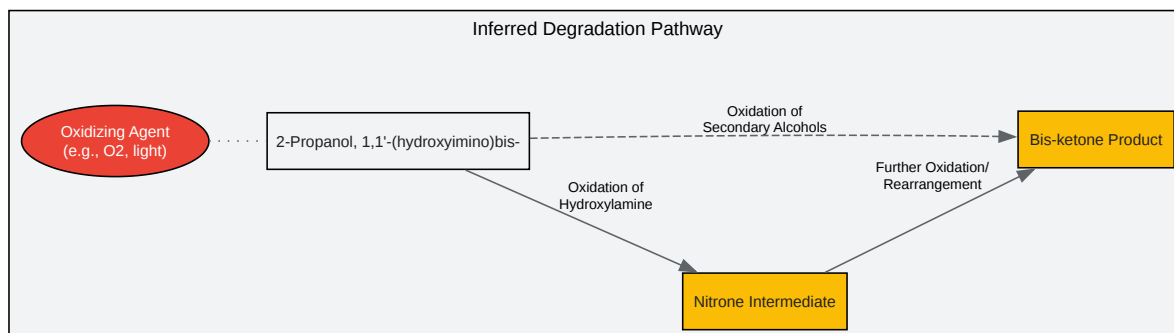 Inferred Degradation Pathway
Oxidizing Agent
(e.g., O2, light)
2-Propanol, 1,1'-(hydroxyimino)bis-
Oxidation of
Secondary Alcohols
Bis-ketone Product
Oxidation of
Hydroxylamine
Further Oxidation/
Rearrangement
Nitrone Intermediate